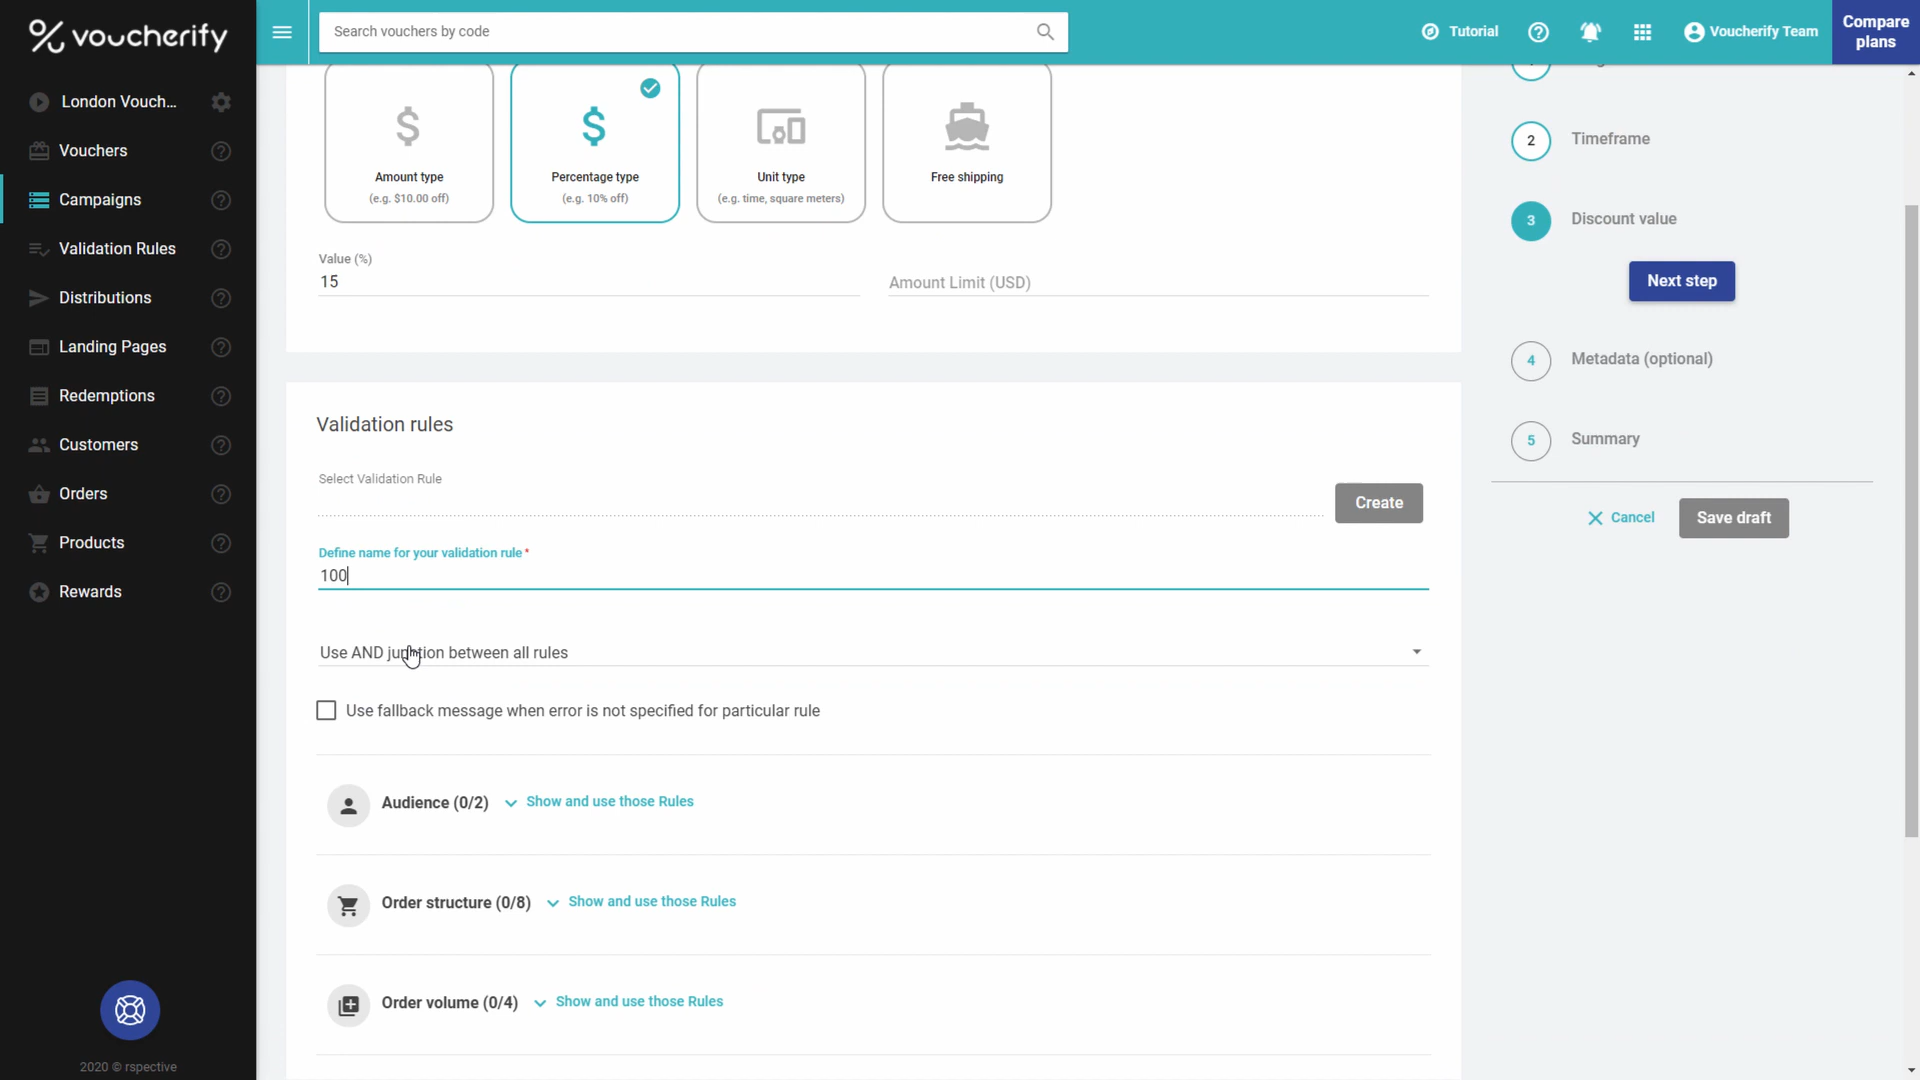 voucherify
Search vouchers by code
Tutorial
Voucherify Team
Compare
plans
London Vouch...
Vouchers
Campaigns
Validation Rules
Distributions
Landing Pages
Redemptions
Customers
Orders
Products
Rewards
2020 © rspective
Amount type
(e.g. $10.00 off)
Percentage type
(e.g. 10% off)
Unit type
(e.g. time, square meters)
Free shipping
Value (%)
15
Amount Limit (USD)
Validation rules
Select Validation Rule
Create
Define name for your validation rule *
100
Use AND junction between all rules
Use fallback message when error is not specified for particular rule
Audience (0/2) Show and use those Rules
Order structure (0/8) Show and use those Rules
Order volume (0/4) Show and use those Rules
2 Timeframe
3 Discount value
Next step
4 Metadata (optional)
5 Summary
Cancel
Save draft